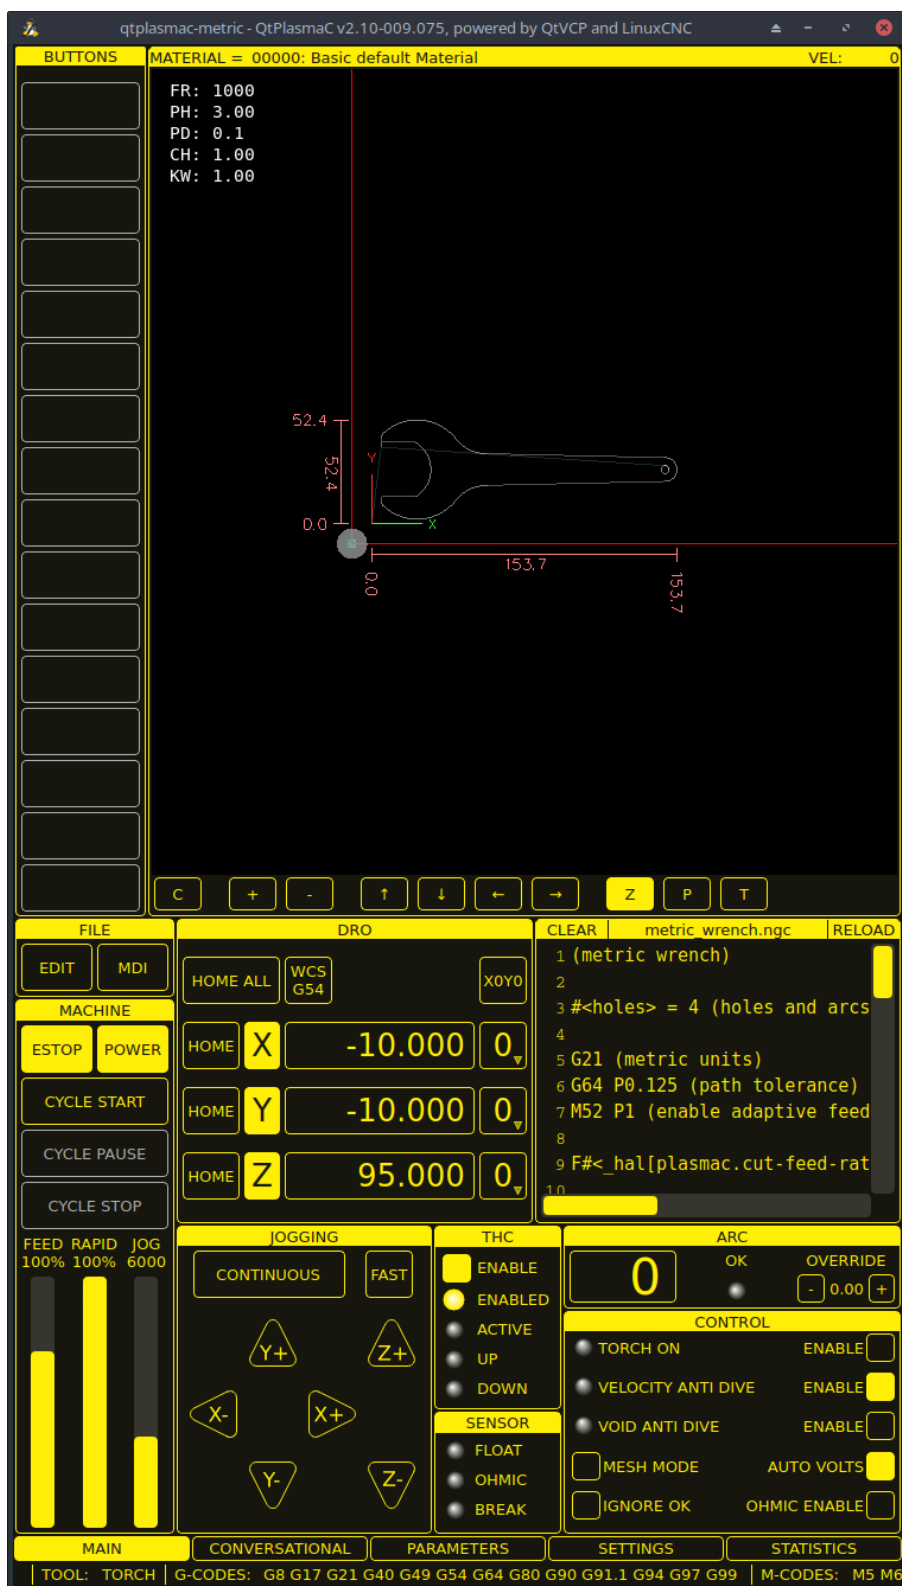 qtplasmac-metric - QtPlasmaC v2.10-009.075, powered by QtVCP and LinuxCNC
BUTTONS
MATERIAL = 00000: Basic default Material
VEL: 0
FR: 1000
PH: 3.00
PD: 0.1
CH: 1.00
KW: 1.00
52.4
52.4
Y
0.0
X
153.7
0.0
153.7
C + - ↑ ↓ ← → Z P T
FILE
EDIT MDI
MACHINE
ESTOP POWER
CYCLE START
CYCLE PAUSE
CYCLE STOP
FEED RAPID JOG
100% 100% 6000
DRO
HOME ALL
WCS
G54
X0Y0
HOME X -10.000 0
HOME Y -10.000 0
HOME Z 95.000 0
CLEAR metric_wrench.ngc RELOAD
1 (metric wrench)
2
3 #<holes> = 4 (holes and arcs
4
5 G21 (metric units)
6 G64 P0.125 (path tolerance)
7 M52 P1 (enable adaptive feed
8
9 F#<_hal[plasmac.cut-feed-rat
10
JOGGING
CONTINUOUS FAST
Y+ Z+
X- X+
Y- Z-
THC
ENABLE
ENABLED
ACTIVE
UP
DOWN
SENSOR
FLOAT
OHMIC
BREAK
ARC
0
OK
OVERRIDE
- 0.00 +
CONTROL
TORCH ON ENABLE
VELOCITY ANTI DIVE ENABLE
VOID ANTI DIVE ENABLE
MESH MODE AUTO VOLTS
IGNORE OK OHMIC ENABLE
MAIN CONVERSATIONAL PARAMETERS SETTINGS STATISTICS
TOOL: TORCH G-CODES: G8 G17 G21 G40 G49 G54 G64 G80 G90 G91.1 G94 G97 G99 M-CODES: M5 M6